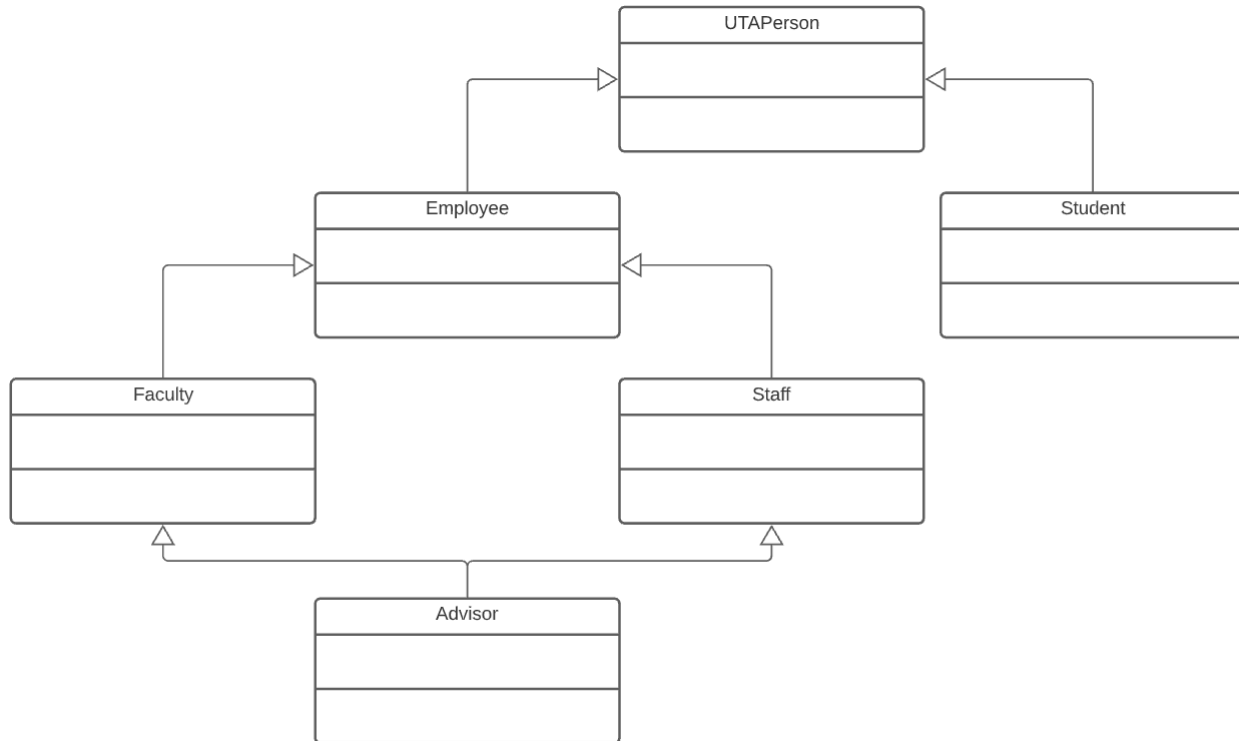 UTAPerson
Employee
Student
Faculty
Staff
Advisor